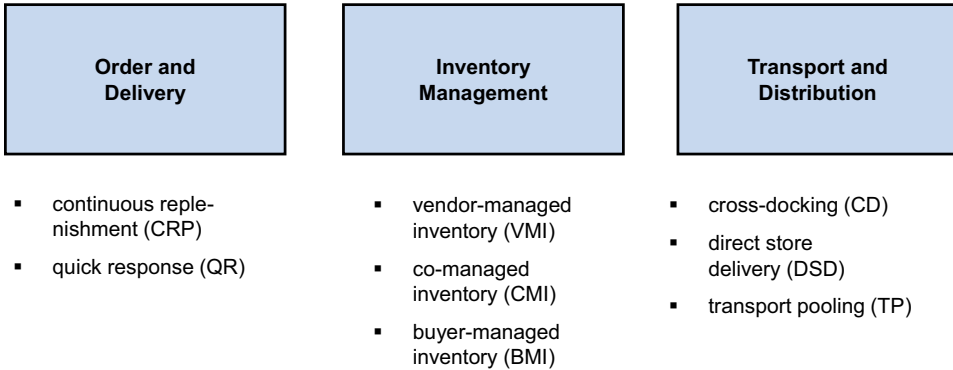 Order and
Delivery
Inventory
Management
Transport and
Distribution
▪ continuous reple-
nishment (CRP)
▪ quick response (QR)
▪ vendor-managed
inventory (VMI)
▪ co-managed
inventory (CMI)
▪ buyer-managed
inventory (BMI)
▪ cross-docking (CD)
▪ direct store
delivery (DSD)
▪ transport pooling (TP)